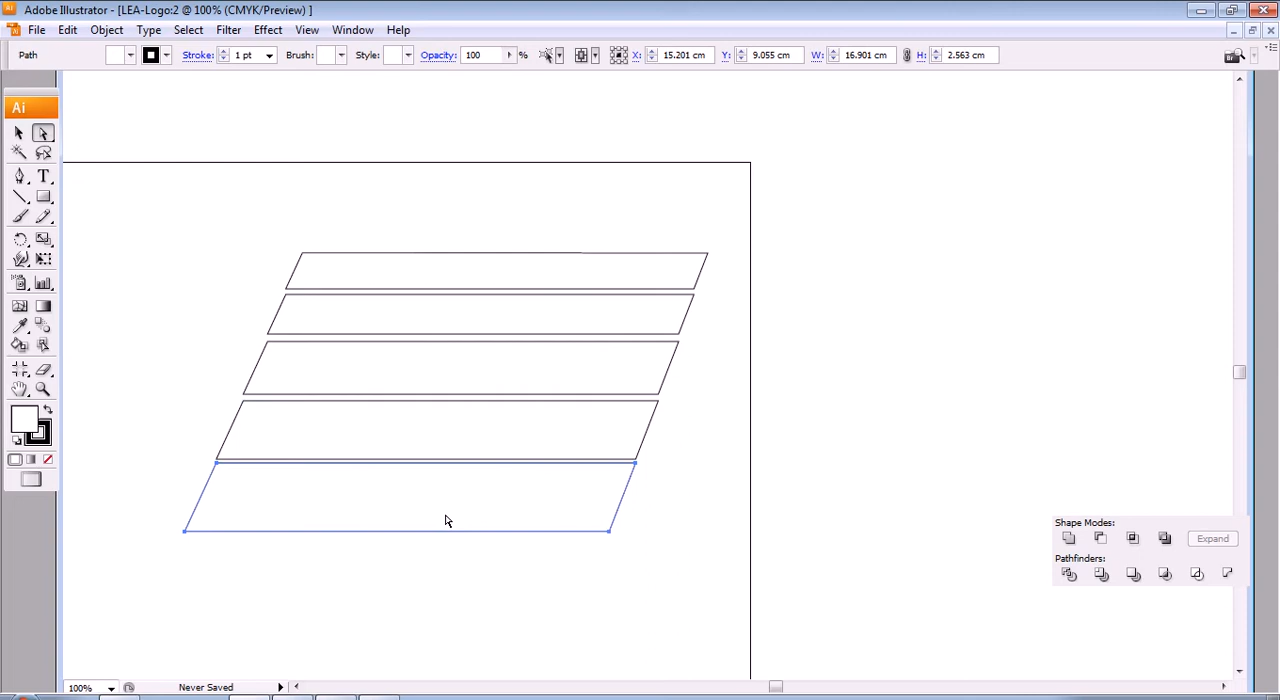 Adobe Illustrator - [LEA-Logo:2 @ 100% (CMYK/Preview) ]
File Edit Object Type Select Filter Effect View Window Help
Path Stroke: 1 pt Brush: Style: Opacity: 100 % X: 15.201 cm Y: 9.055 cm W: 16.901 cm H: 2.563 cm
Ai
T
Shape Modes:
Expand
Pathfinders:
100% Never Saved